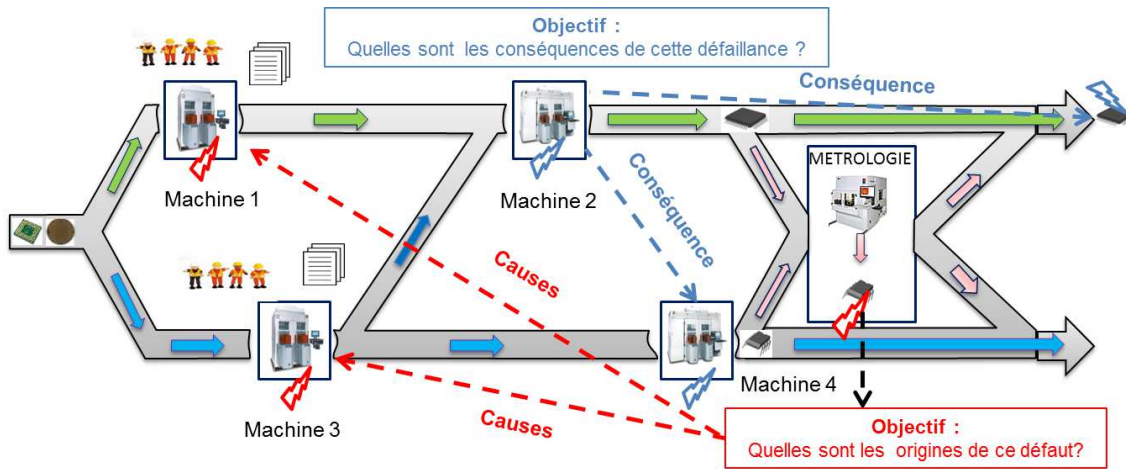 Objectif :
Quelles sont les conséquences de cette défaillance ?
Conséquence
METROLOGIE
Machine 1
Machine 2
Conséquence
Causes
Machine 3
Causes
Machine 4
Objectif :
Quelles sont les origines de ce défaut?